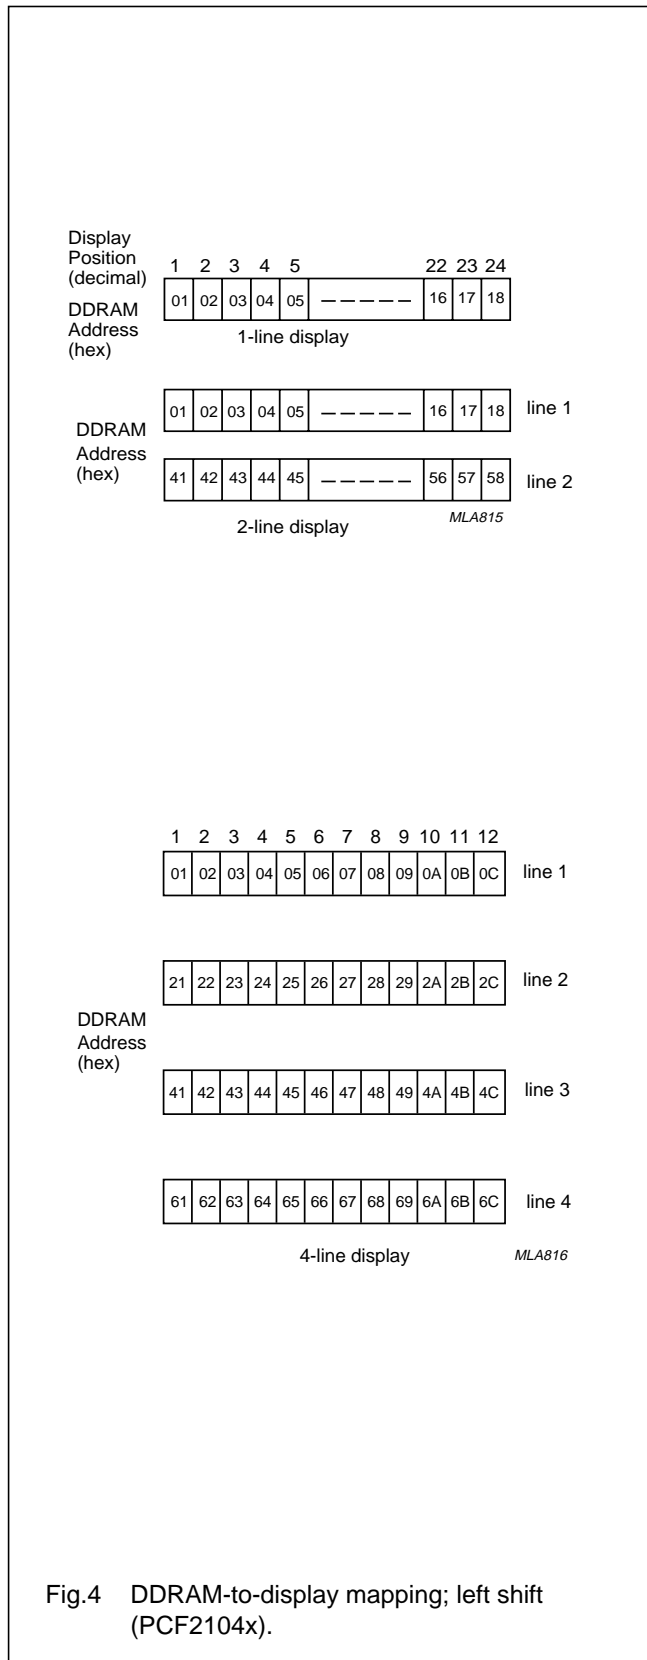 Display
Position
(decimal)
1 2 3 4 5 22 23 24
DDRAM
Address
(hex)
01 02 03 04 05 – – – – – 16 17 18
1-line display
DDRAM
Address
(hex)
01 02 03 04 05 – – – – – 16 17 18 line 1
41 42 43 44 45 – – – – – 56 57 58 line 2
2-line display
MLA815
1 2 3 4 5 6 7 8 9 10 11 12
01 02 03 04 05 06 07 08 09 0A 0B 0C line 1
21 22 23 24 25 26 27 28 29 2A 2B 2C line 2
DDRAM
Address
(hex)
41 42 43 44 45 46 47 48 49 4A 4B 4C line 3
61 62 63 64 65 66 67 68 69 6A 6B 6C line 4
4-line display
MLA816
Fig.4 DDRAM-to-display mapping; left shift
(PCF2104x).